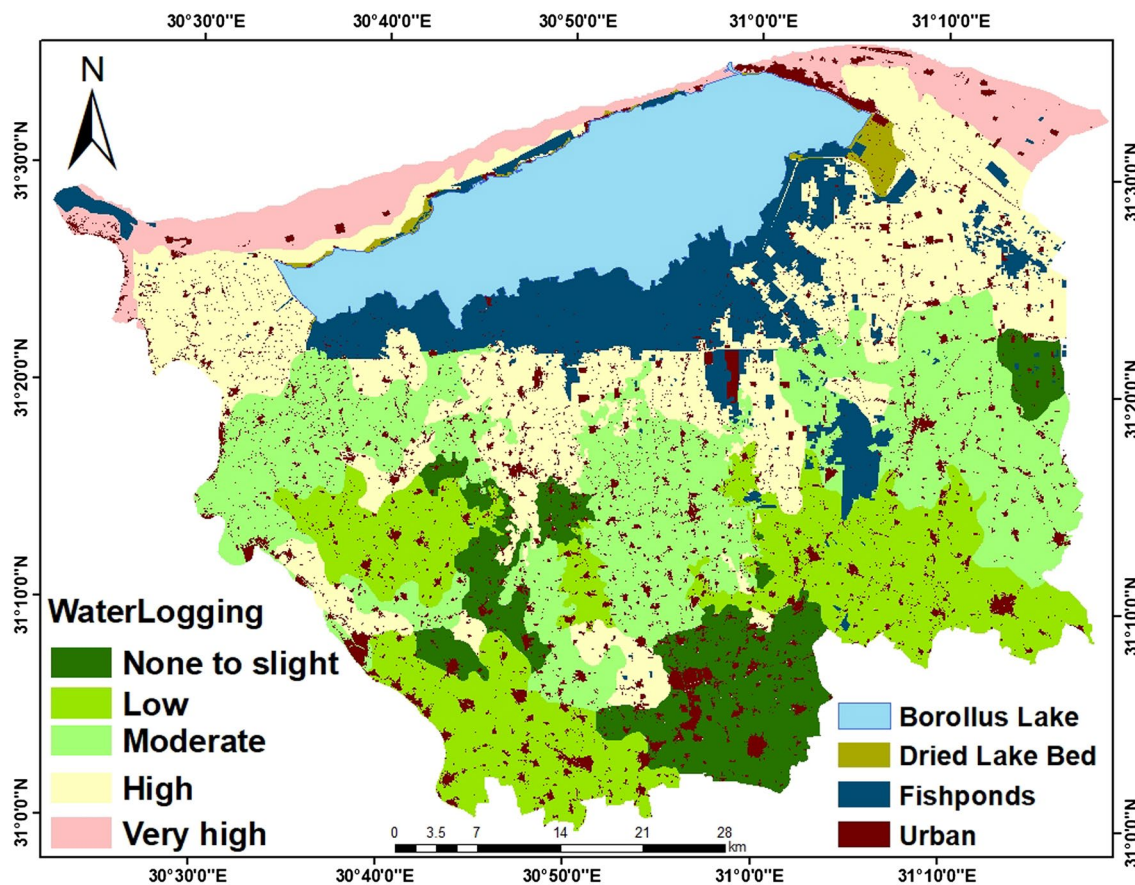 30°30'0"E 30°40'0"E 30°50'0"E 31°0'0"E 31°10'0"E
N
31°30'0"N 31°30'0"N
31°20'0"N 31°20'0"N
31°10'0"N 31°10'0"N
31°0'0"N 31°0'0"N
WaterLogging
None to slight
Low
Moderate
High
Very high
Borollus Lake
Dried Lake Bed
Fishponds
Urban
0 3.5 7 14 21 28
km
30°30'0"E 30°40'0"E 30°50'0"E 31°0'0"E 31°10'0"E